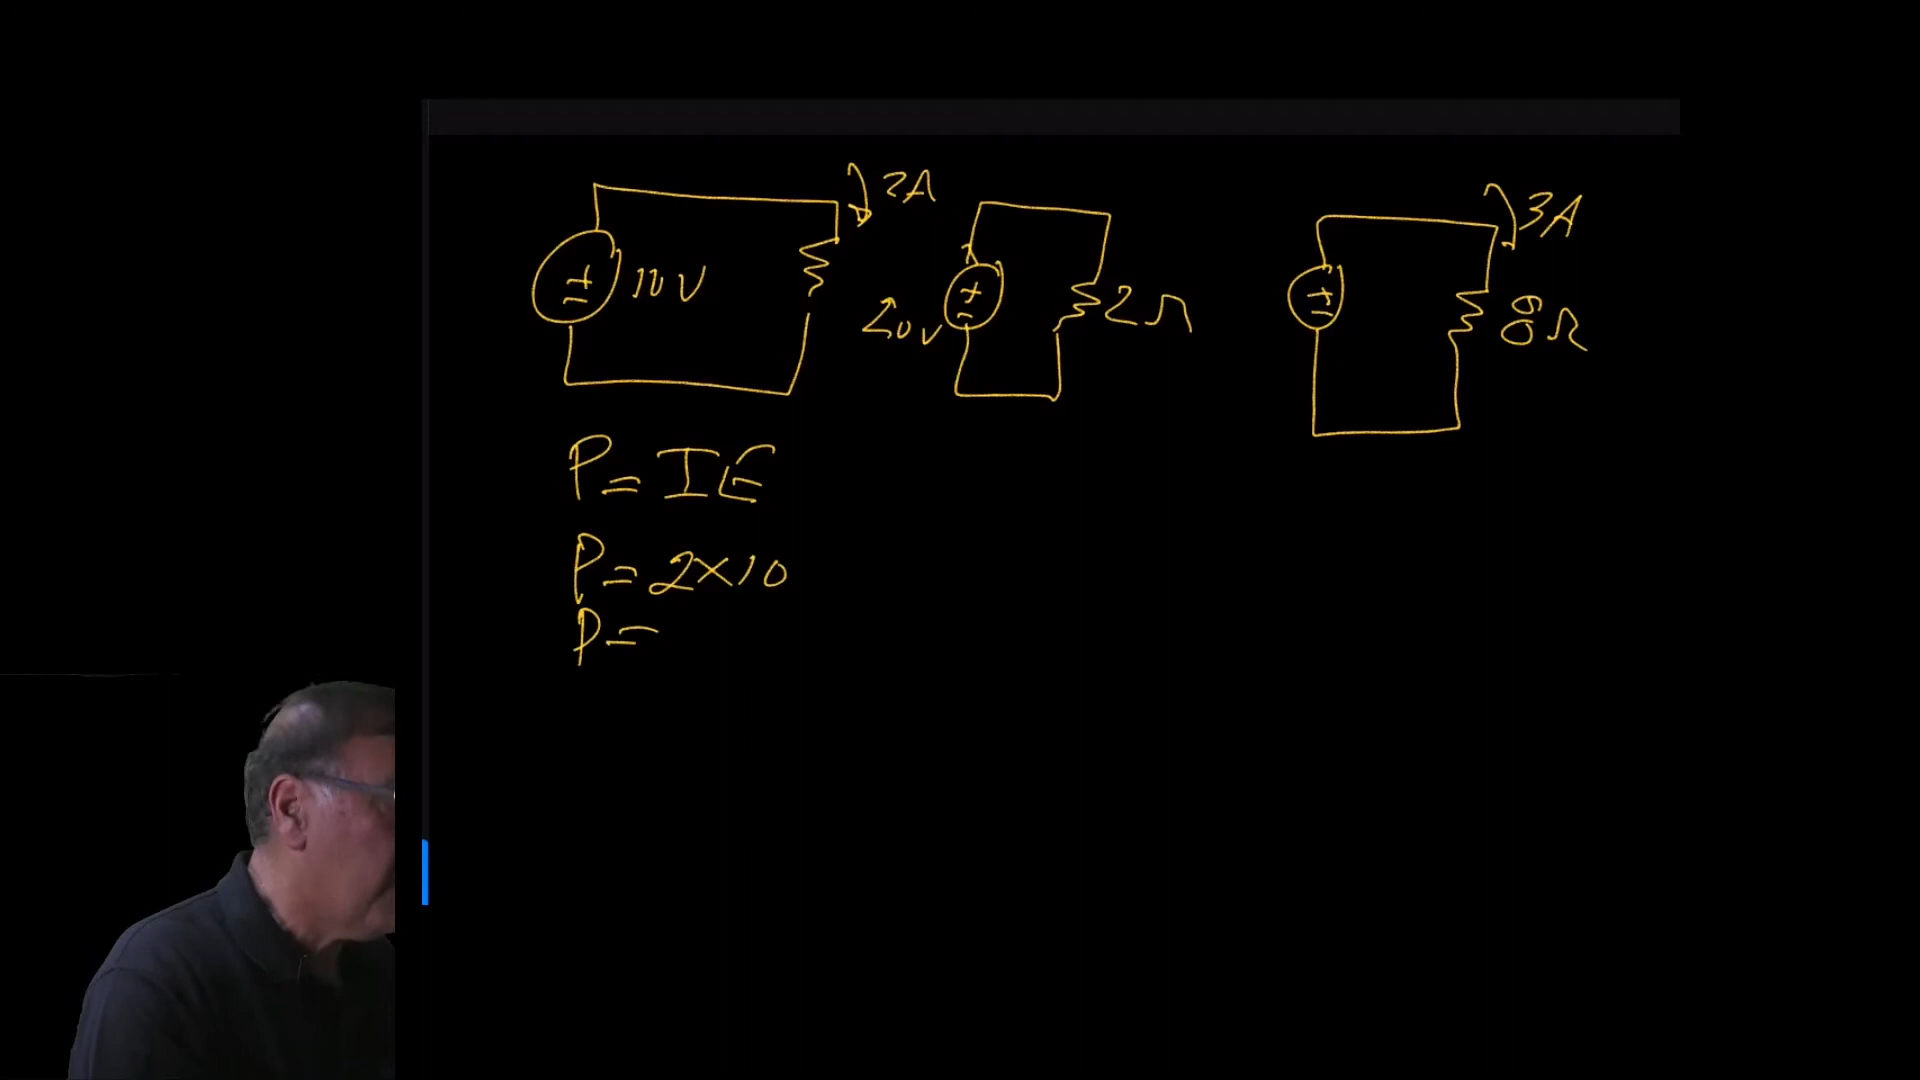 2A
3A
10V
20V
2Ω
8Ω
P = IE
P = 2×10
P =